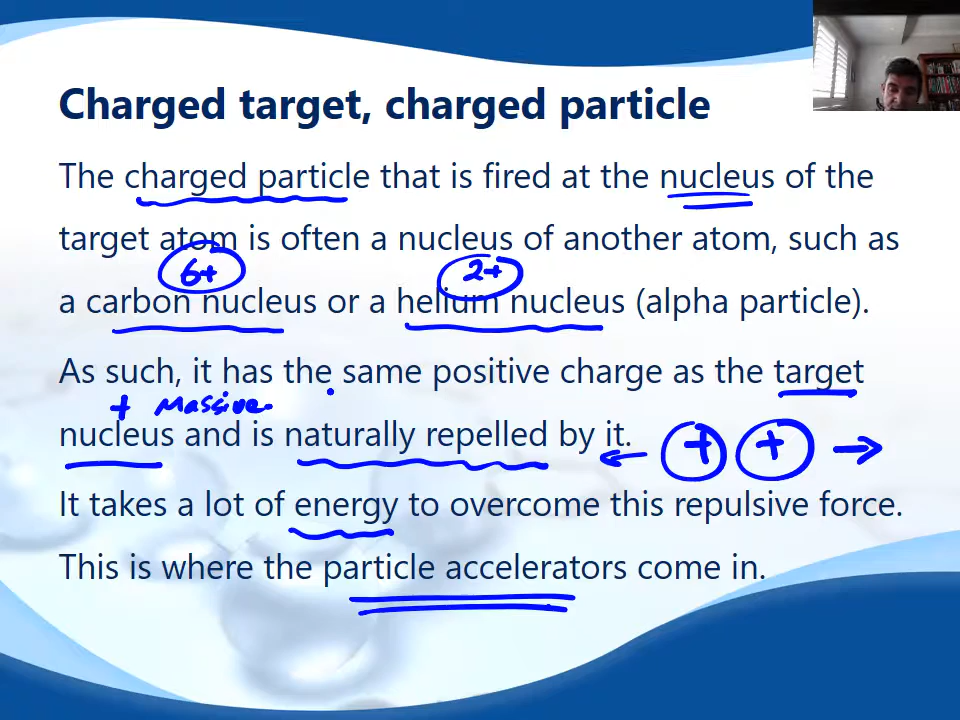 Charged target, charged particle
The charged particle that is fired at the nucleus of the
target atom is often a nucleus of another atom, such as
6+ 2+
a carbon nucleus or a helium nucleus (alpha particle).
As such, it has the same positive charge as the target
+ Massive
nucleus and is naturally repelled by it. ← + + →
It takes a lot of energy to overcome this repulsive force.
This is where the particle accelerators come in.